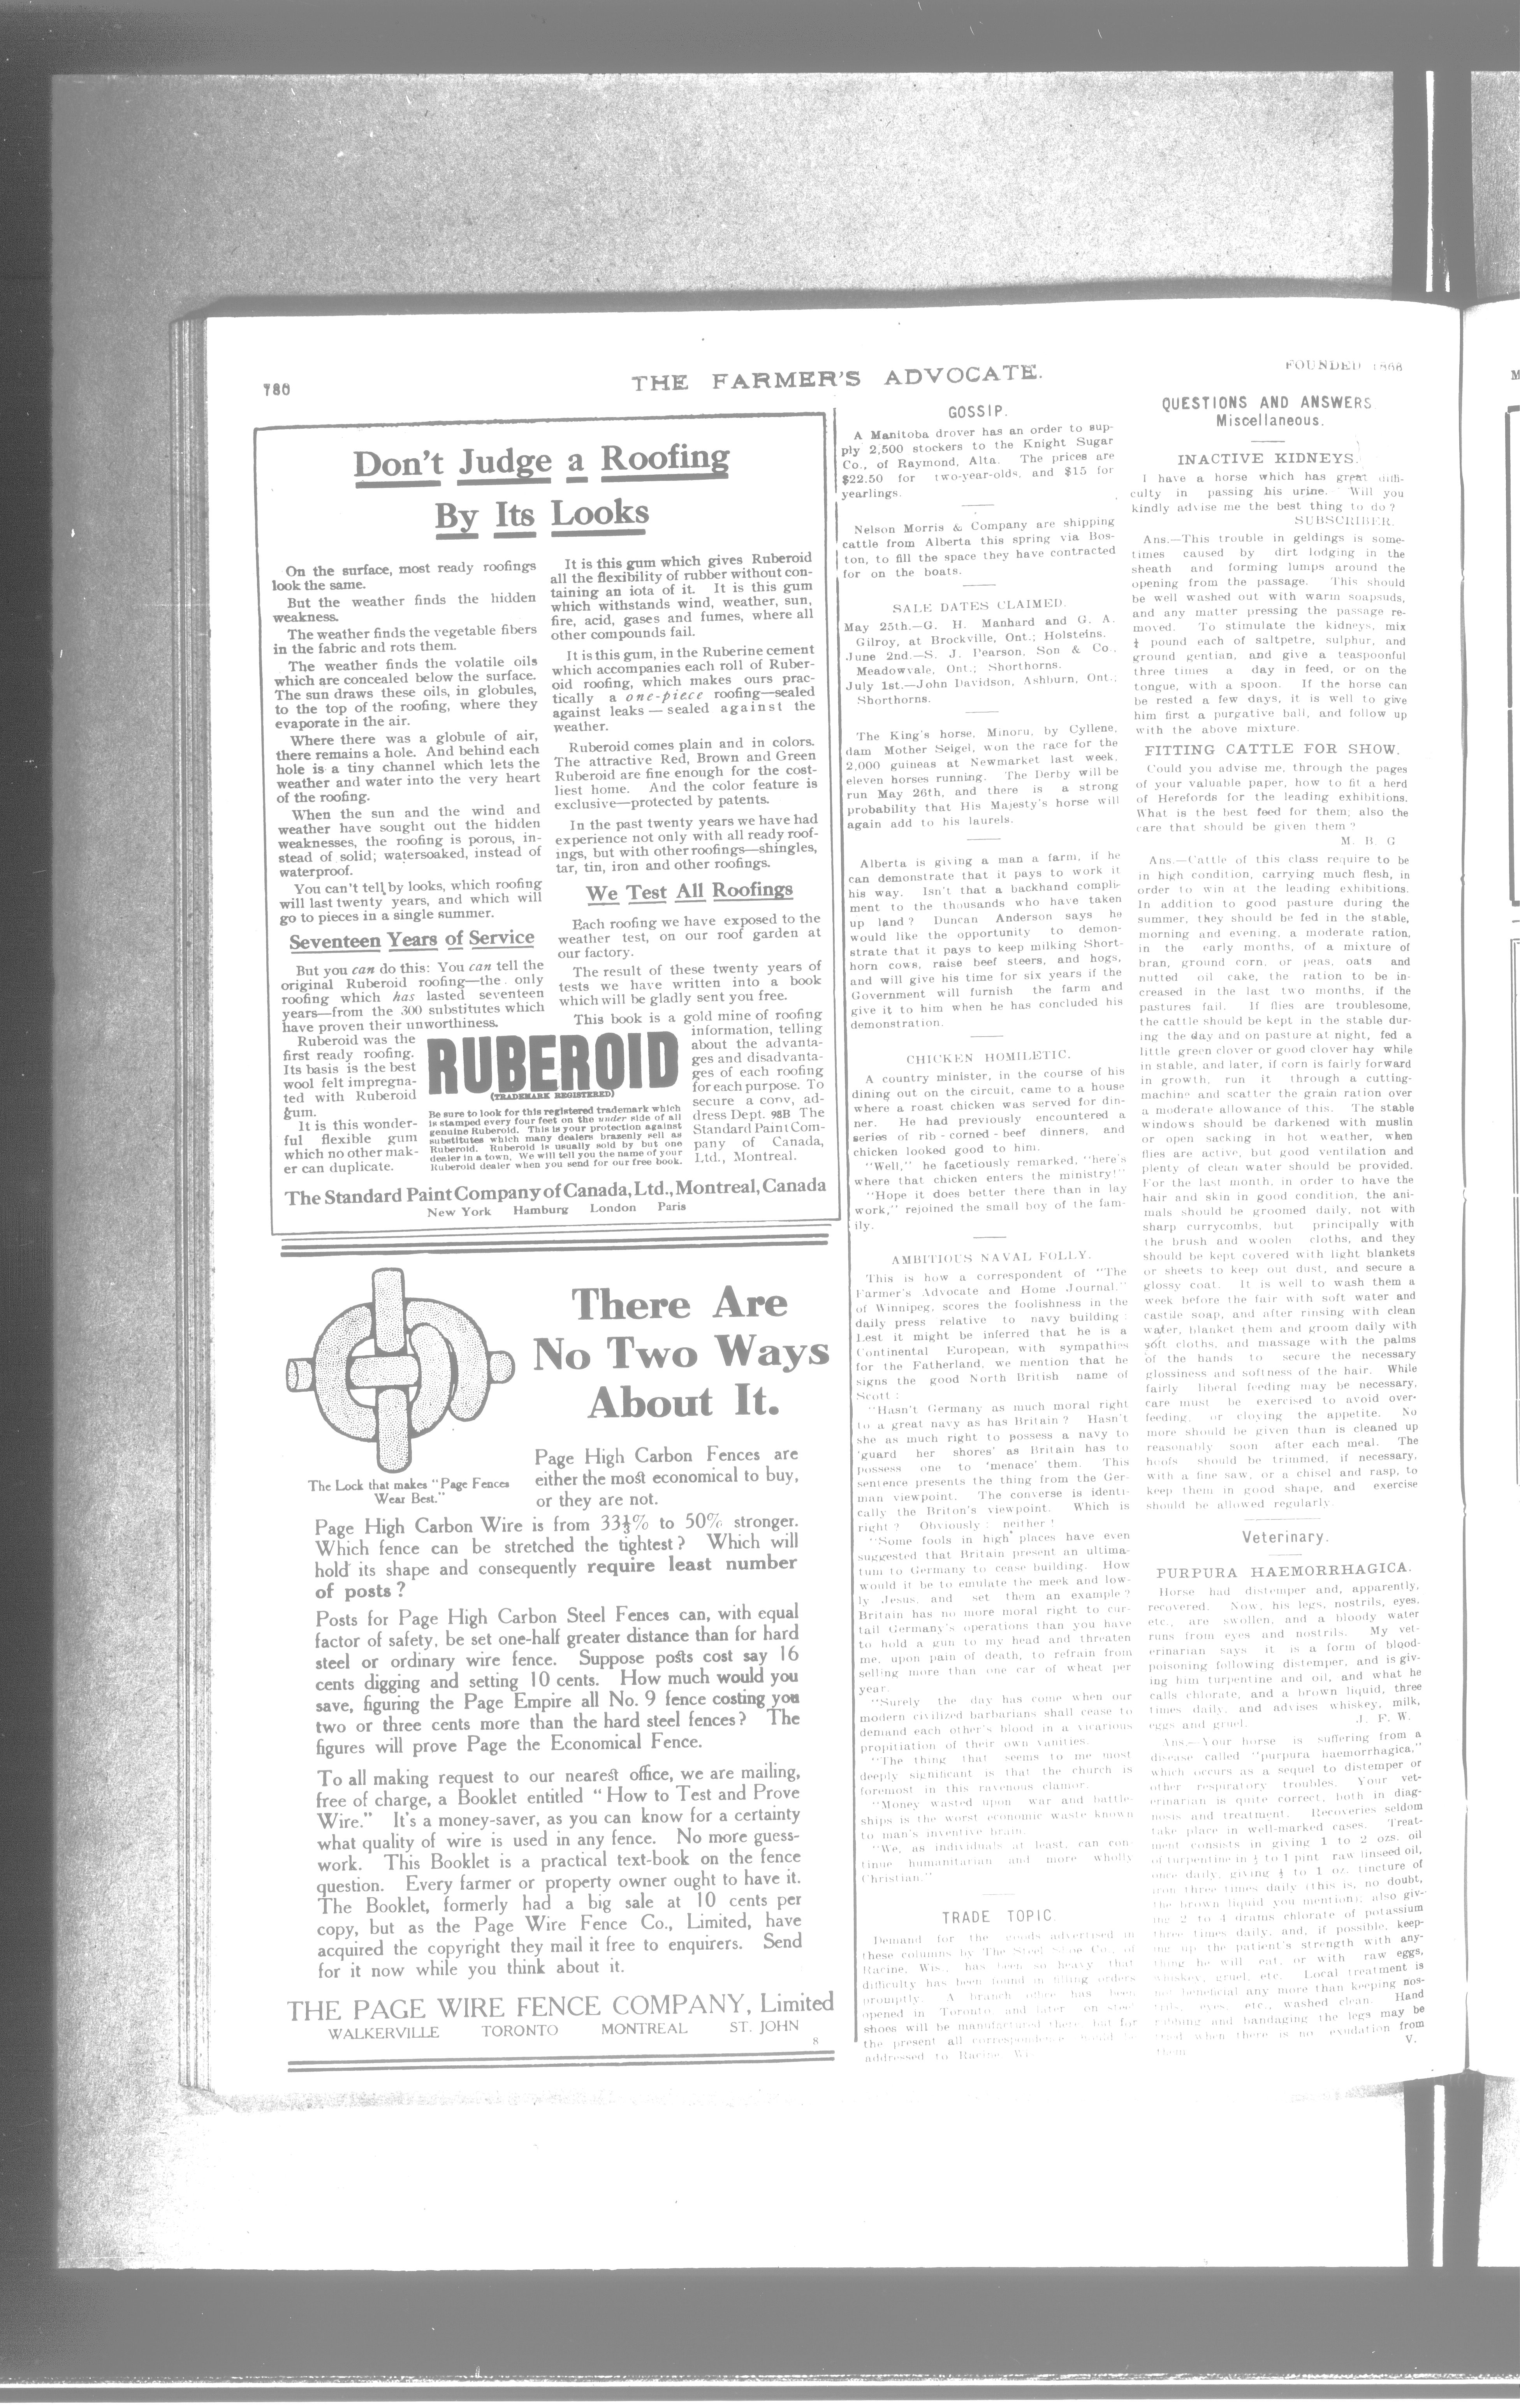 780
THE FARMER'S ADVOCATE.
FOUNDED 1866
Don't Judge a Roofing
By Its Looks
On the surface, most ready roofings
look the same.
But the weather finds the hidden
weakness.
The weather finds the vegetable fibers
in the fabric and rots them.
The weather finds the volatile oils
which are concealed below the surface.
The sun draws these oils, in globules,
to the top of the roofing, where they
evaporate in the air.
Where there was a globule of air,
there remains a hole. And behind each
hole is a tiny channel which lets the
weather and water into the very heart
of the roofing.
When the sun and the wind and
weather have sought out the hidden
weaknesses, the roofing is porous, in-
stead of solid; watersoaked, instead of
waterproof.
You can't tell by looks, which roofing
will last twenty years, and which will
go to pieces in a single summer.
Seventeen Years of Service
But you can do this: You can tell the
original Ruberoid roofing—the only
roofing which has lasted seventeen
years—from the 300 substitutes which
have proven their unworthiness.
Ruberoid was the
first ready roofing.
Its basis is the best
wool felt impregna-
ted with Ruberoid
gum.
It is this wonder-
ful flexible gum
which no other mak-
er can duplicate.
It is this gum which gives Ruberoid
all the flexibility of rubber without con-
taining an iota of it. It is this gum
which withstands wind, weather, sun,
fire, acid, gases and fumes, where all
other compounds fail.
It is this gum, in the Ruberine cement
which accompanies each roll of Ruber-
oid roofing, which makes ours prac-
tically a one-piece roofing—sealed
against leaks — sealed against the
weather.
Ruberoid comes plain and in colors.
The attractive Red, Brown and Green
Ruberoid are fine enough for the cost-
liest home. And the color feature is
exclusive—protected by patents.
In the past twenty years we have had
experience not only with all ready roof-
ings, but with other roofings—shingles,
tar, tin, iron and other roofings.
We Test All Roofings
Each roofing we have exposed to the
weather test, on our roof garden at
our factory.
The result of these twenty years of
tests we have written into a book
which will be gladly sent you free.
This book is a gold mine of roofing
information, telling
about the advanta-
ges and disadvanta-
ges of each roofing
for each purpose. To
secure a copy, ad-
dress Dept. 98B The
Standard Paint Com-
pany of Canada,
Ltd., Montreal.
RUBEROID
(TRADEMARK REGISTERED)
Be sure to look for this registered trademark which
is stamped every four feet on the under side of all
genuine Ruberoid. This is your protection against
substitutes which many dealers brazenly sell as
Ruberoid. Ruberoid is usually sold by but one
dealer in a town. We will tell you the name of your
Ruberoid dealer when you send for our free book.
The Standard Paint Company of Canada, Ltd., Montreal, Canada
New York Hamburg London Paris
There Are
No Two Ways
About It.
The Lock that makes "Page Fences
Wear Best."
Page High Carbon Fences are
either the most economical to buy,
or they are not.
Page High Carbon Wire is from 33⅓% to 50% stronger.
Which fence can be stretched the tightest? Which will
hold its shape and consequently require least number
of posts?
Posts for Page High Carbon Steel Fences can, with equal
factor of safety, be set one-half greater distance than for hard
steel or ordinary wire fence. Suppose posts cost say 16
cents digging and setting 10 cents. How much would you
save, figuring the Page Empire all No. 9 fence costing you
two or three cents more than the hard steel fences? The
figures will prove Page the Economical Fence.
To all making request to our nearest office, we are mailing,
free of charge, a Booklet entitled "How to Test and Prove
Wire." It's a money-saver, as you can know for a certainty
what quality of wire is used in any fence. No more guess-
work. This Booklet is a practical text-book on the fence
question. Every farmer or property owner ought to have it.
The Booklet, formerly had a big sale at 10 cents per
copy, but as the Page Wire Fence Co., Limited, have
acquired the copyright they mail it free to enquirers. Send
for it now while you think about it.
THE PAGE WIRE FENCE COMPANY, Limited
WALKERVILLE TORONTO MONTREAL ST. JOHN
8
GOSSIP.
A Manitoba drover has an order to sup-
ply 2,500 stockers to the Knight Sugar
Co., of Raymond, Alta. The prices are
$22.50 for two-year-olds, and $15 for
yearlings.
Nelson Morris & Company are shipping
cattle from Alberta this spring via Bos-
ton, to fill the space they have contracted
for on the boats.
SALE DATES CLAIMED.
May 25th.—G. H. Manhard and G. A.
Gilroy, at Brockville, Ont.; Holsteins.
June 2nd.—S. J. Pearson, Son & Co.,
Meadowvale, Ont.; Shorthorns.
July 1st.—John Davidson, Ashburn, Ont.;
Shorthorns.
The King's horse, Minoru, by Cyllene,
dam Mother Seigel, won the race for the
2,000 guineas at Newmarket last week,
eleven horses running. The Derby will be
run May 26th, and there is a strong
probability that His Majesty's horse will
again add to his laurels.
Alberta is giving a man a farm, if he
can demonstrate that it pays to work it
his way. Isn't that a backhand compli-
ment to the thousands who have taken
up land? Duncan Anderson says he
would like the opportunity to demon-
strate that it pays to keep milking Short-
horn cows, raise beef steers, and hogs,
and will give his time for six years if the
Government will furnish the farm and
give it to him when he has concluded his
demonstration.
CHICKEN HOMILETIC.
A country minister, in the course of his
dining out on the circuit, came to a house
where a roast chicken was served for din-
ner. He had previously encountered a
series of rib-corned-beef dinners, and
chicken looked good to him.
"Well," he facetiously remarked, "here's
where that chicken enters the ministry!"
"Hope it does better there than in lay
work," rejoined the small boy of the fam-
ily.
AMBITIOUS NAVAL FOLLY.
This is how a correspondent of "The
Farmer's Advocate and Home Journal,"
of Winnipeg, scores the foolishness in the
daily press relative to navy building:
Lest it might be inferred that he is a
Continental European, with sympathies
for the Fatherland, we mention that he
signs the good North British name of
Scott:
"Hasn't Germany as much moral right
to a great navy as has Britain? Hasn't
she as much right to possess a navy to
'guard her shores' as Britain has to
possess one to 'menace' them. This
sentence presents the thing from the Ger-
man viewpoint. The converse is identi-
cally the Briton's viewpoint. Which is
right? Obviously: neither!
"Some fools in high places have even
suggested that Britain present an ultima-
tum to Germany to cease building. How
would it be to emulate the meek and low-
ly Jesus, and set them an example?
Britain has no more moral right to cur-
tail Germany's operations than you have
to hold a gun to my head and threaten
me, upon pain of death, to refrain from
selling more than one car of wheat per
year.
"Surely the day has come when our
modern civilized barbarians shall cease to
demand each other's blood in a vicarious
propitiation of their own vanities.
"The thing that seems to me most
deeply significant is that the church is
foremost in this ravenous clamor.
"Money wasted upon war and battle-
ships is the worst economic waste known
to man's inventive brain.
"We, as individuals at least, can con-
tinue humanitarian and more wholly
Christian."
TRADE TOPIC.
Demand for the goods advertised in
these columns by The Steel Shoe Co., of
Racine, Wis., has been so heavy that
difficulty has been found in filling orders
promptly. A branch office has been
opened in Toronto and later on steel
shoes will be manufactured there, but for
the present all correspondence should be
addressed to Racine, Wis.
QUESTIONS AND ANSWERS
Miscellaneous.
INACTIVE KIDNEYS.
I have a horse which has great diffi-
culty in passing his urine. Will you
kindly advise me the best thing to do?
SUBSCRIBER.
Ans.—This trouble in geldings is some-
times caused by dirt lodging in the
sheath and forming lumps around the
opening from the passage. This should
be well washed out with warm soapsuds,
and any matter pressing the passage re-
moved. To stimulate the kidneys, mix
pound each of saltpetre, sulphur, and
ground gentian, and give a teaspoonful
three times a day in feed, or on the
tongue, with a spoon. If the horse can
be rested a few days, it is well to give
him first a purgative ball, and follow up
with the above mixture.
FITTING CATTLE FOR SHOW.
Could you advise me, through the pages
of your valuable paper, how to fit a herd
of Herefords for the leading exhibitions.
What is the best feed for them; also the
care that should be given them?
M. B. G
Ans.—Cattle of this class require to be
in high condition, carrying much flesh, in
order to win at the leading exhibitions.
In addition to good pasture during the
summer, they should be fed in the stable,
morning and evening, a moderate ration,
in the early months, of a mixture of
bran, ground corn, or peas, oats and
nutted oil cake, the ration to be in-
creased in the last two months, if the
pastures fail. If flies are troublesome,
the cattle should be kept in the stable dur-
ing the day and on pasture at night, fed a
little green clover or good clover hay while
in stable, and later, if corn is fairly forward
in growth, run it through a cutting-
machine and scatter the grain ration over
a moderate allowance of this. The stable
windows should be darkened with muslin
or open sacking in hot weather, when
flies are active, but good ventilation and
plenty of clean water should be provided.
For the last month, in order to have the
hair and skin in good condition, the ani-
mals should be groomed daily, not with
sharp currycombs, but principally with
the brush and woolen cloths, and they
should be kept covered with light blankets
or sheets to keep out dust, and secure a
glossy coat. It is well to wash them a
week before the fair with soft water and
castile soap, and after rinsing with clean
water, blanket them and groom daily with
soft cloths, and massage with the palms
of the hands to secure the necessary
glossiness and softness of the hair. While
fairly liberal feeding may be necessary,
care must be exercised to avoid over-
feeding, or cloying the appetite. No
more should be given than is cleaned up
reasonably soon after each meal. The
hoofs should be trimmed, if necessary,
with a fine saw, or a chisel and rasp, to
keep them in good shape, and exercise
should be allowed regularly.
Veterinary.
PURPURA HAEMORRHAGICA.
Horse had distemper and, apparently,
recovered. Now, his legs, nostrils, eyes,
etc., are swollen, and a bloody water
runs from eyes and nostrils. My vet-
erinarian says it is a form of blood-
poisoning following distemper, and is giv-
ing him turpentine and oil, and what he
calls chlorate, and a brown liquid, three
times daily, and advises whiskey, milk,
eggs and gruel.
J. F. W.
Ans.—Your horse is suffering from a
disease called "purpura haemorrhagica,"
which occurs as a sequel to distemper or
other respiratory troubles. Your vet-
erinarian is quite correct, both in diag-
nosis and treatment. Recoveries seldom
take place in well-marked cases. Treat-
ment consists in giving 1 to 2 ozs. oil
of turpentine in ½ to 1 pint raw linseed oil,
once daily, giving ½ to 1 oz. tincture of
iron three times daily (this is, no doubt,
the brown liquid you mention); also giv-
ing 2 to 4 drams chlorate of potassium
three times daily, and, if possible, keep-
ing up the patient's strength with any-
thing he will eat, or with raw eggs,
whiskey, gruel, etc. Local treatment is
not beneficial any more than keeping nos-
trils, eyes, etc., washed clean. Hand
rubbing and bandaging the legs may be
tried when there is no exudation from
them.
V.
M